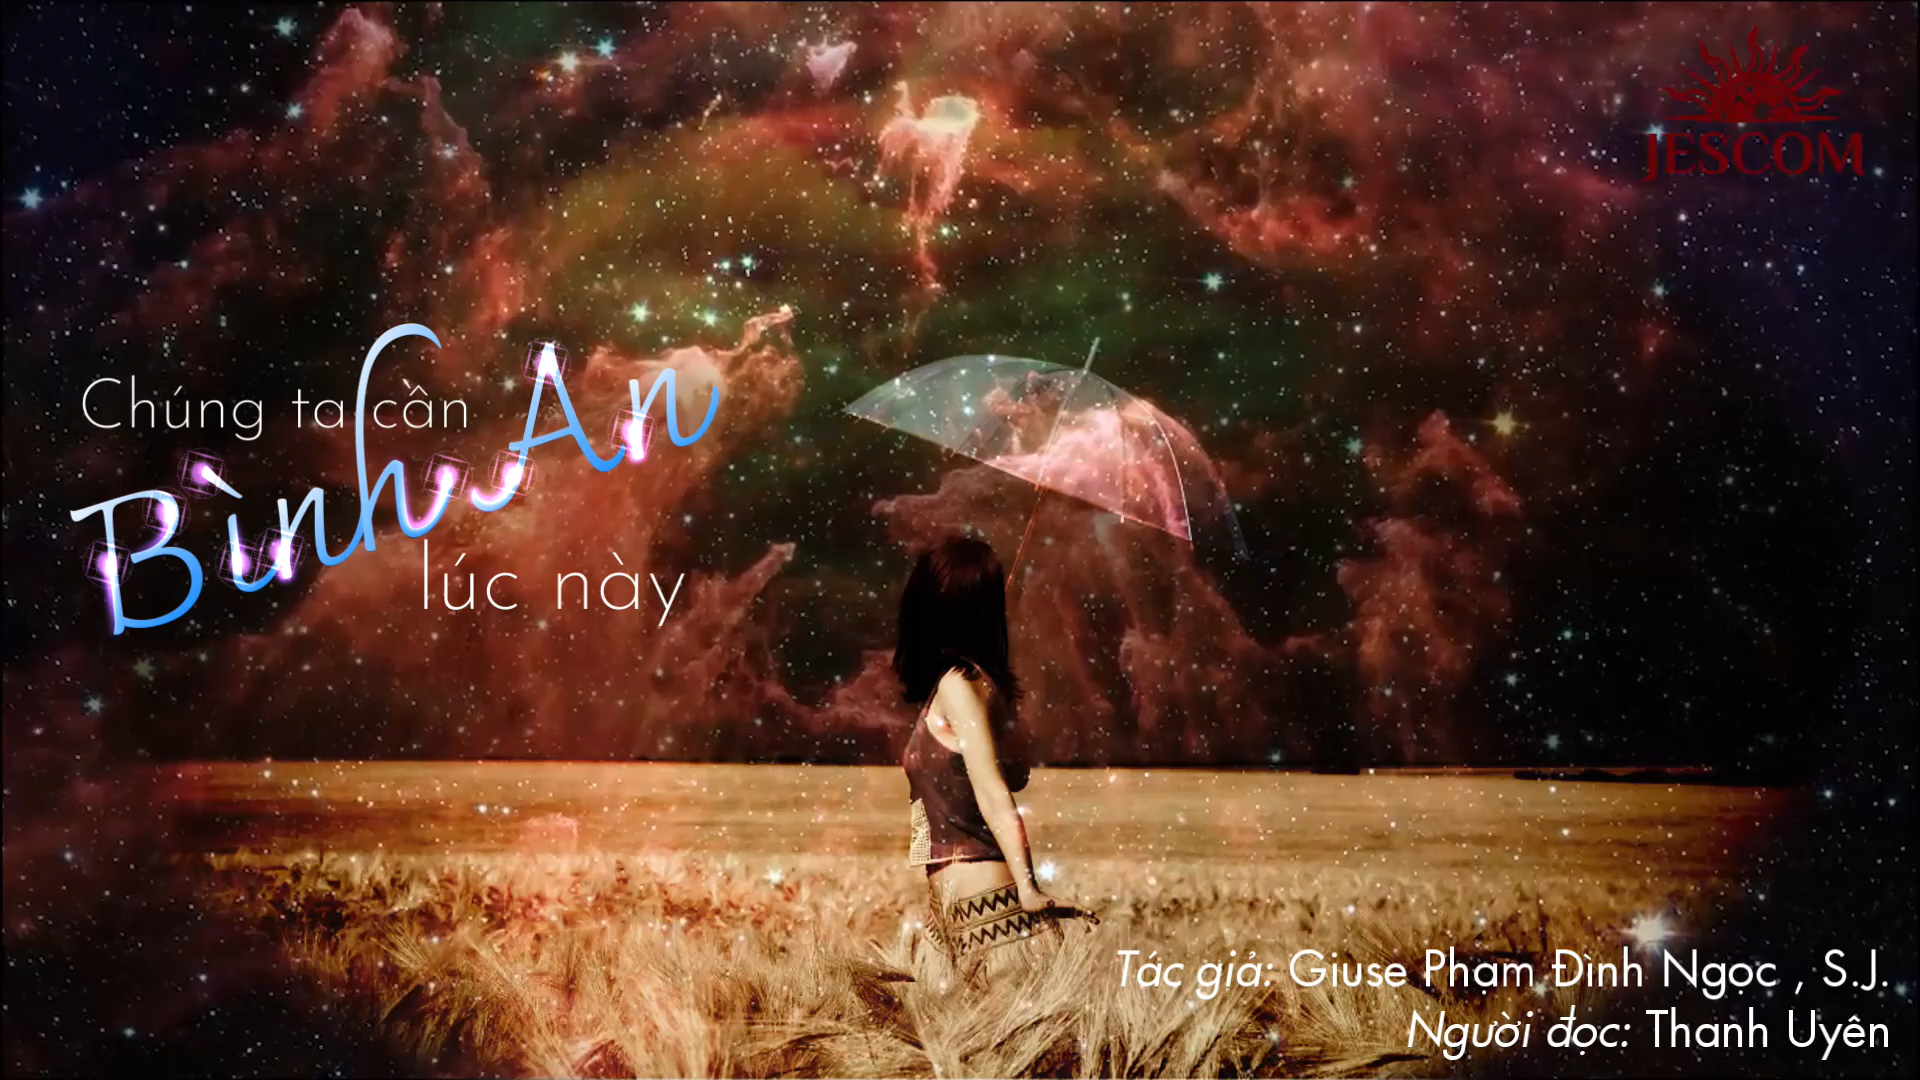 JESCOM
Chúng ta cần
Bình An
lúc này
Tác giả: Giuse Phạm Đình Ngọc , S.J.
Người đọc: Thanh Uyên